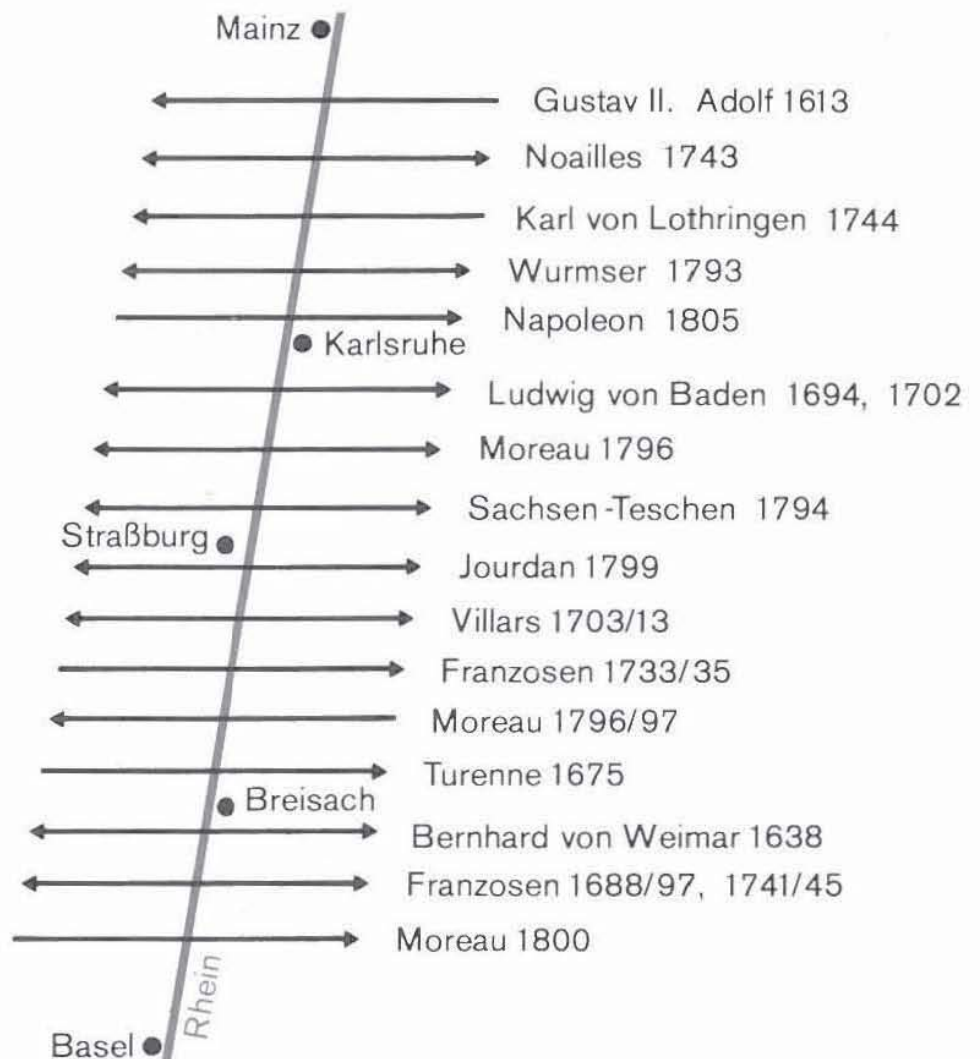 Mainz
Gustav II. Adolf 1613
Noailles 1743
Karl von Lothringen 1744
Wurmser 1793
Napoleon 1805
Karlsruhe
Ludwig von Baden 1694, 1702
Moreau 1796
Sachsen-Teschen 1794
Straßburg
Jourdan 1799
Villars 1703/13
Franzosen 1733/35
Moreau 1796/97
Turenne 1675
Breisach
Bernhard von Weimar 1638
Franzosen 1688/97, 1741/45
Moreau 1800
Rhein
Basel